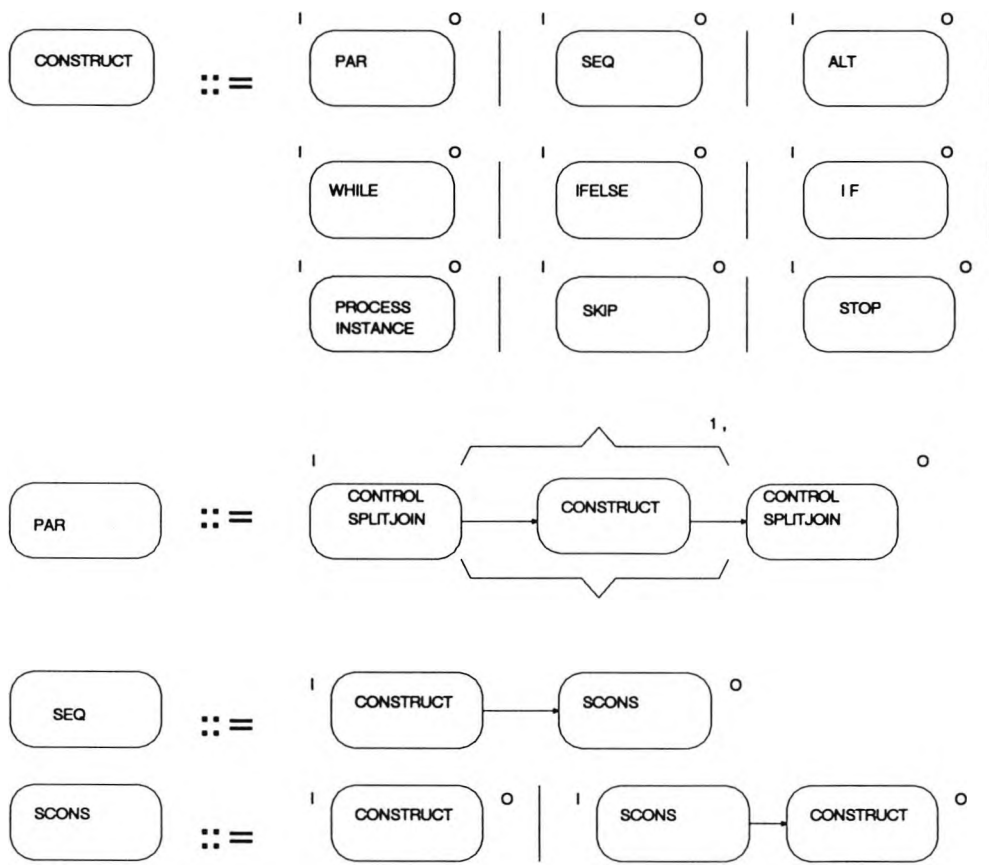 I O I O I O
CONSTRUCT ::= PAR | SEQ | ALT
I O I O I O
WHILE | IFELSE | IF
I O I O I O
PROCESS INSTANCE | SKIP | STOP
1,
I O
PAR ::= CONTROL SPLITJOIN CONSTRUCT CONTROL SPLITJOIN
I O
SEQ ::= CONSTRUCT SCONS
I O I O
SCONS ::= CONSTRUCT | SCONS CONSTRUCT